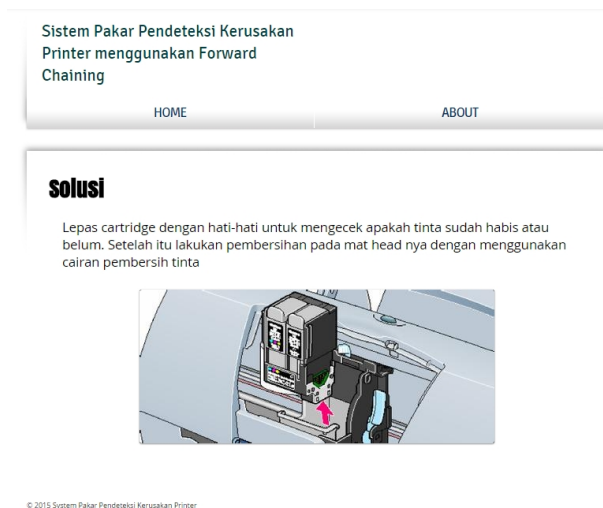 Sistem Pakar Pendeteksi Kerusakan
Printer menggunakan Forward
Chaining
HOME
ABOUT
Solusi
Lepas cartridge dengan hati-hati untuk mengecek apakah tinta sudah habis atau
belum. Setelah itu lakukan pembersihan pada mat head nya dengan menggunakan
cairan pembersih tinta
© 2015 System Pakar Pendeteksi Kerusakan Printer